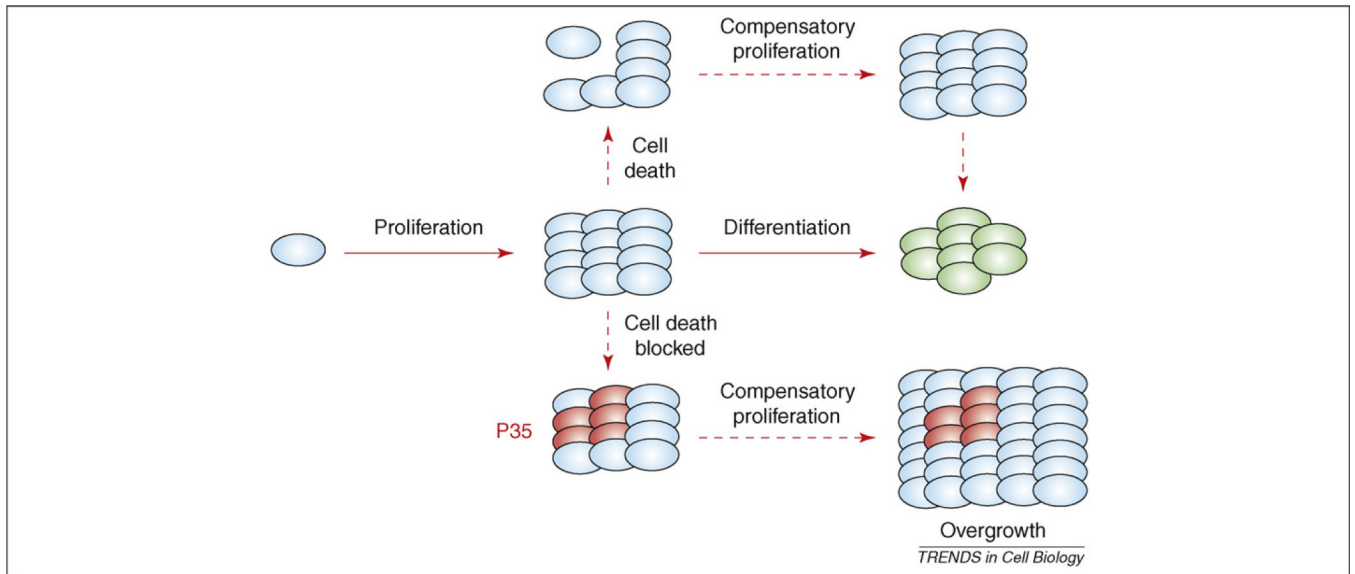 Compensatory
proliferation
Cell
death
Proliferation
Differentiation
Cell death
blocked
P35
Compensatory
proliferation
Overgrowth
TRENDS in Cell Biology